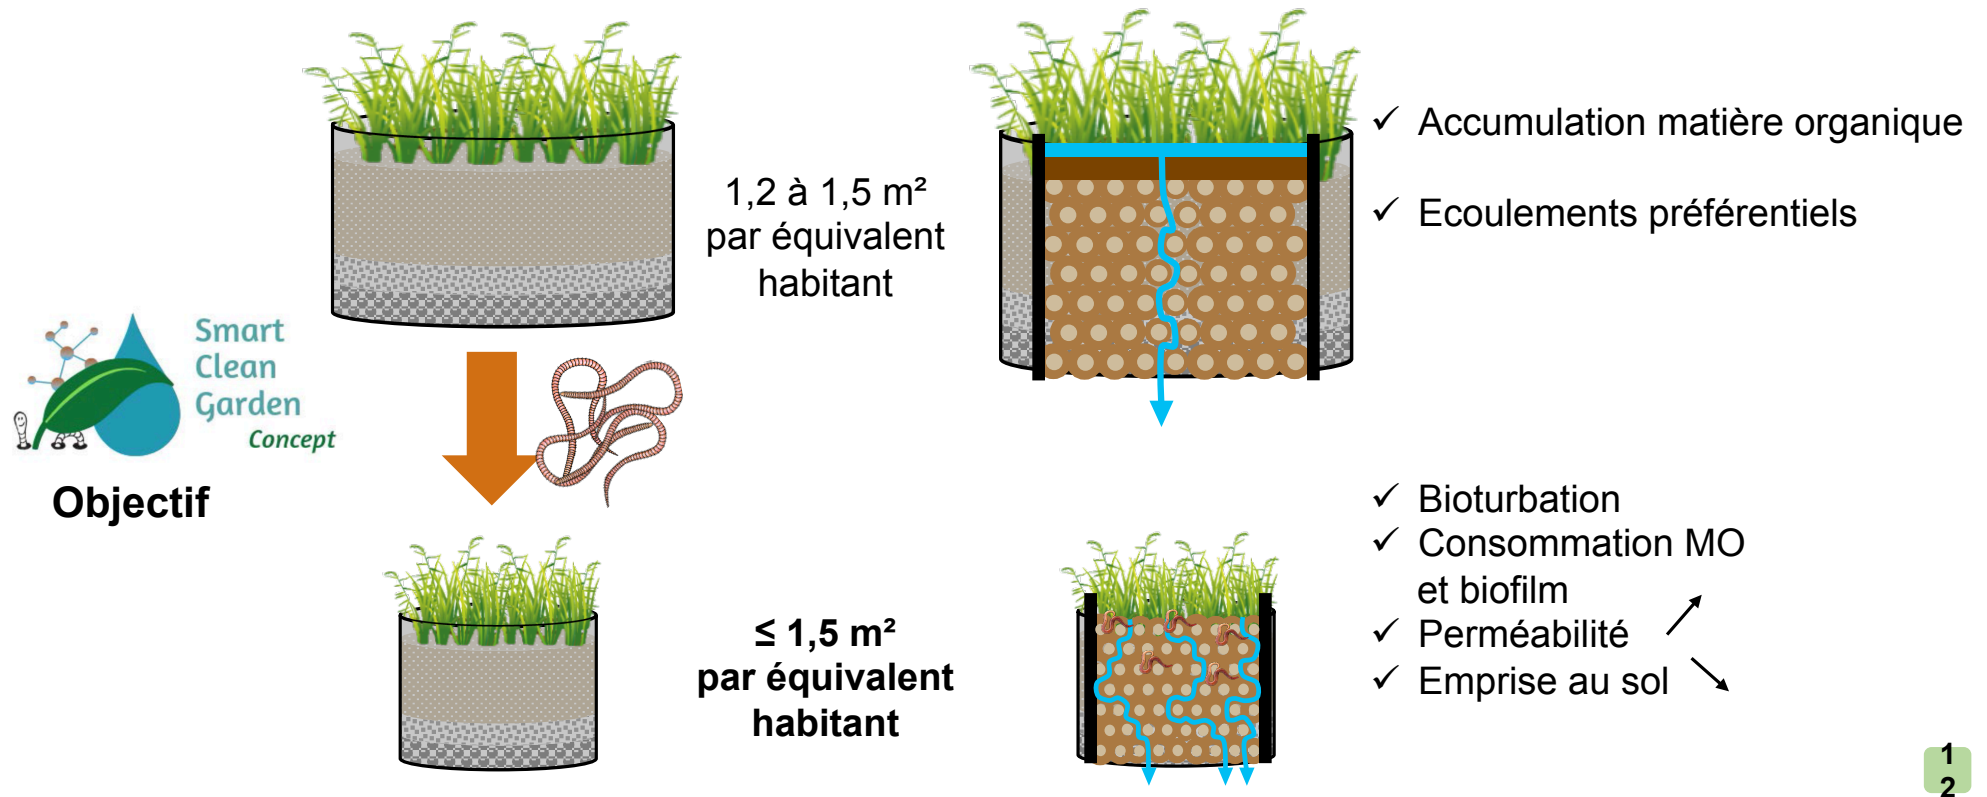 1,2 à 1,5 m²
par équivalent
habitant
✓ Accumulation matière organique
✓ Ecoulements préférentiels
Smart
Clean
Garden
Concept
Objectif
≤ 1,5 m²
par équivalent
habitant
✓ Bioturbation
✓ Consommation MO
et biofilm
✓ Perméabilité
✓ Emprise au sol
1
2